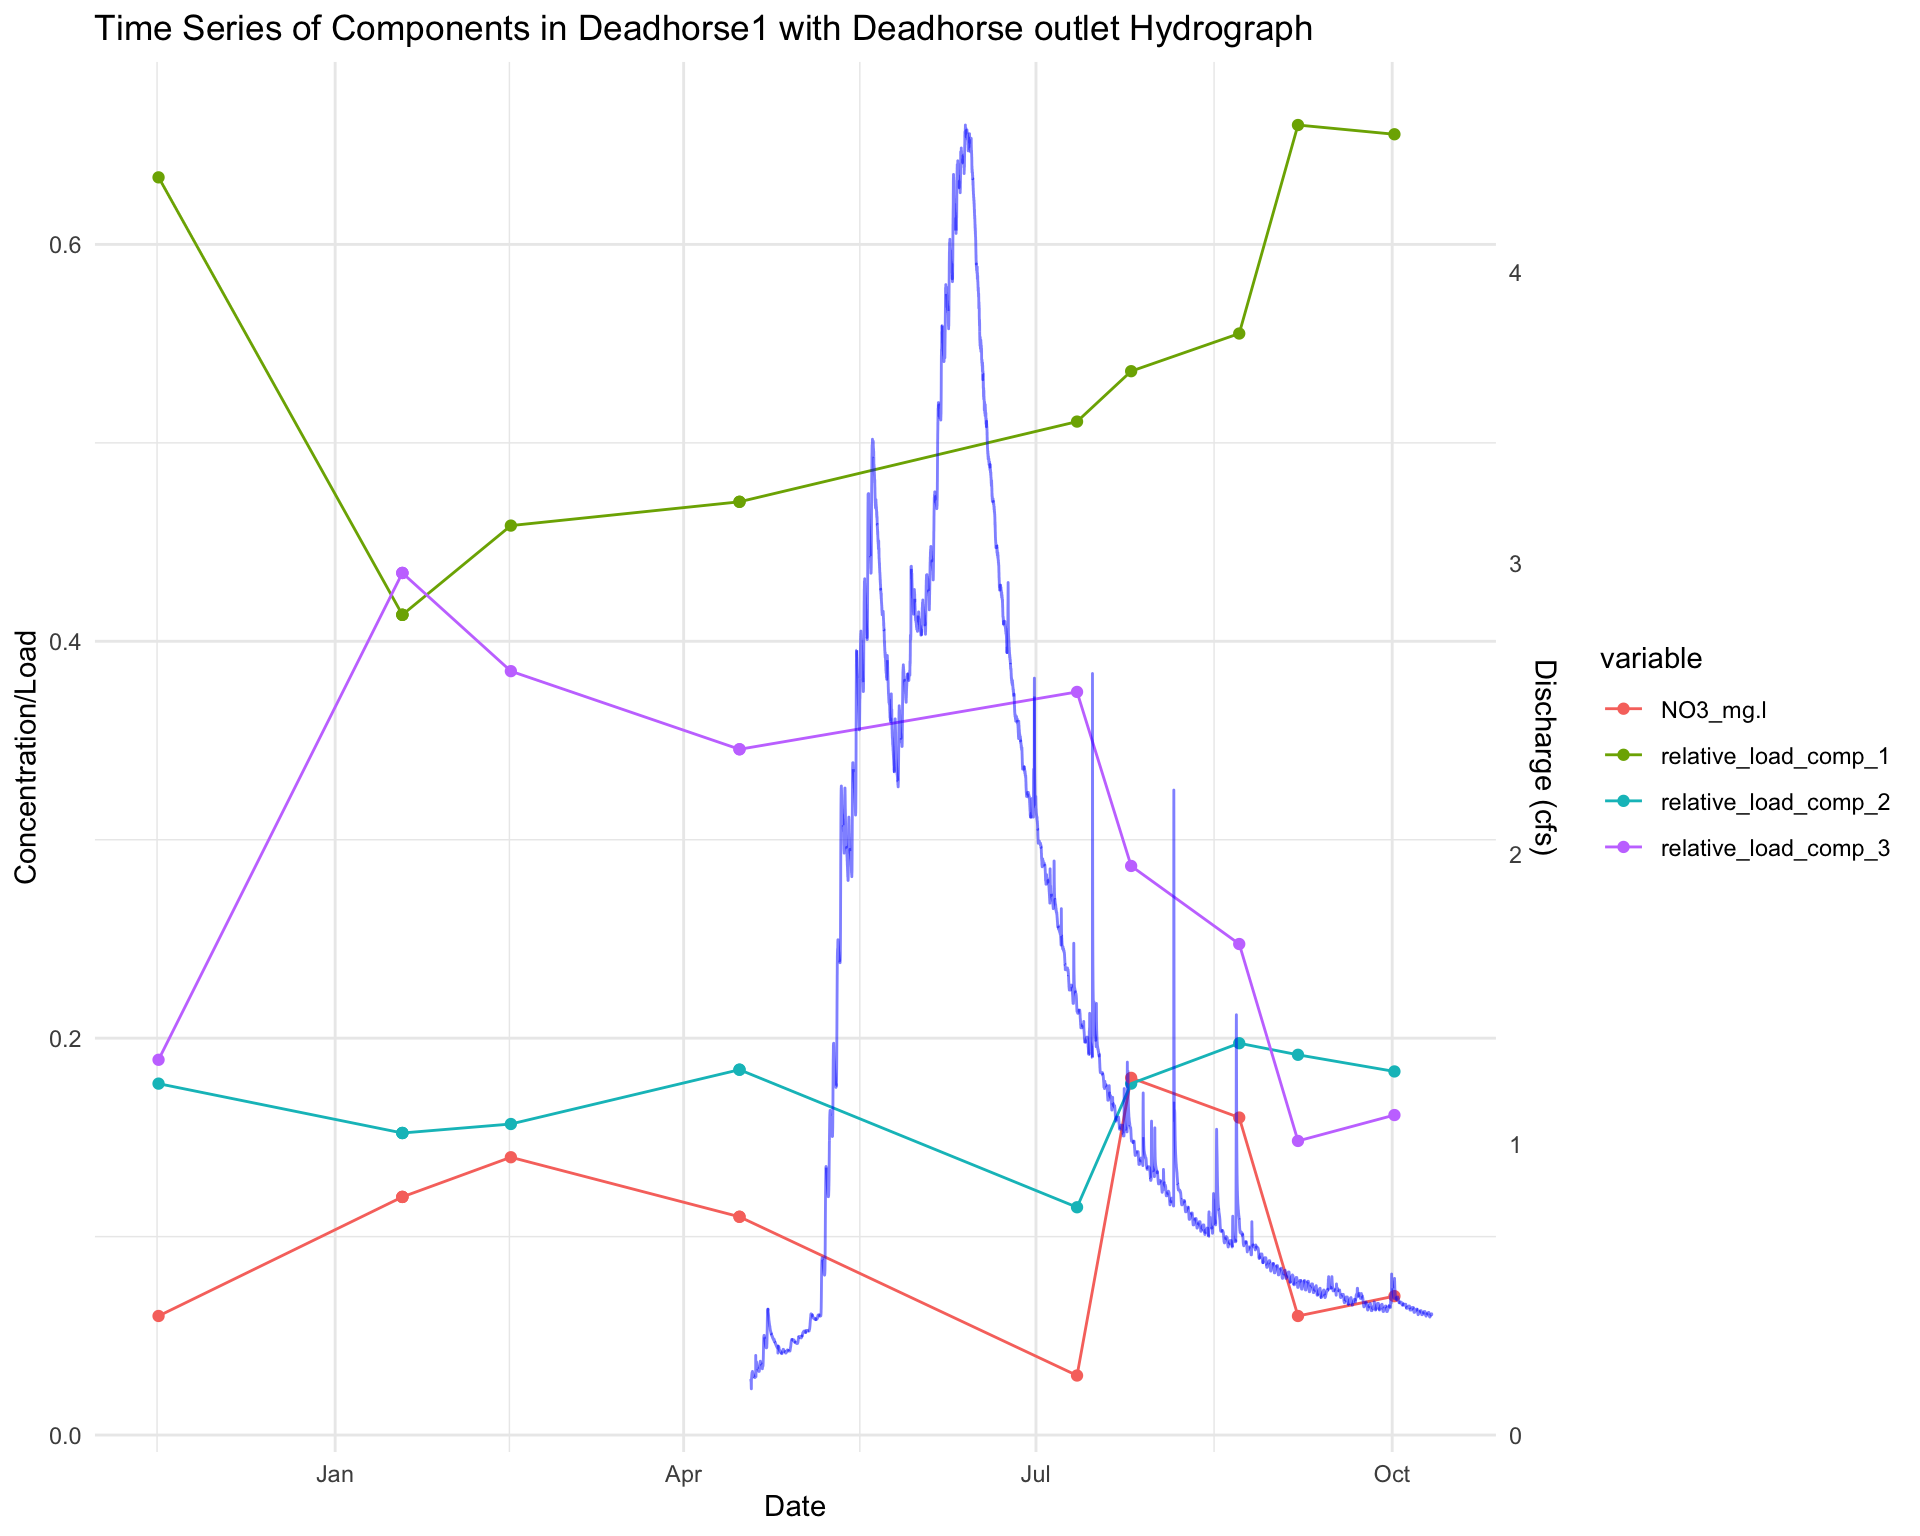 Time Series of Components in Deadhorse1 with Deadhorse outlet Hydrograph
Concentration/Load
0.6
0.4
0.2
0.0
Jan
Apr
Jul
Oct
Date
4
3
2
1
0
Discharge (cfs)
variable
NO3_mg.l
relative_load_comp_1
relative_load_comp_2
relative_load_comp_3